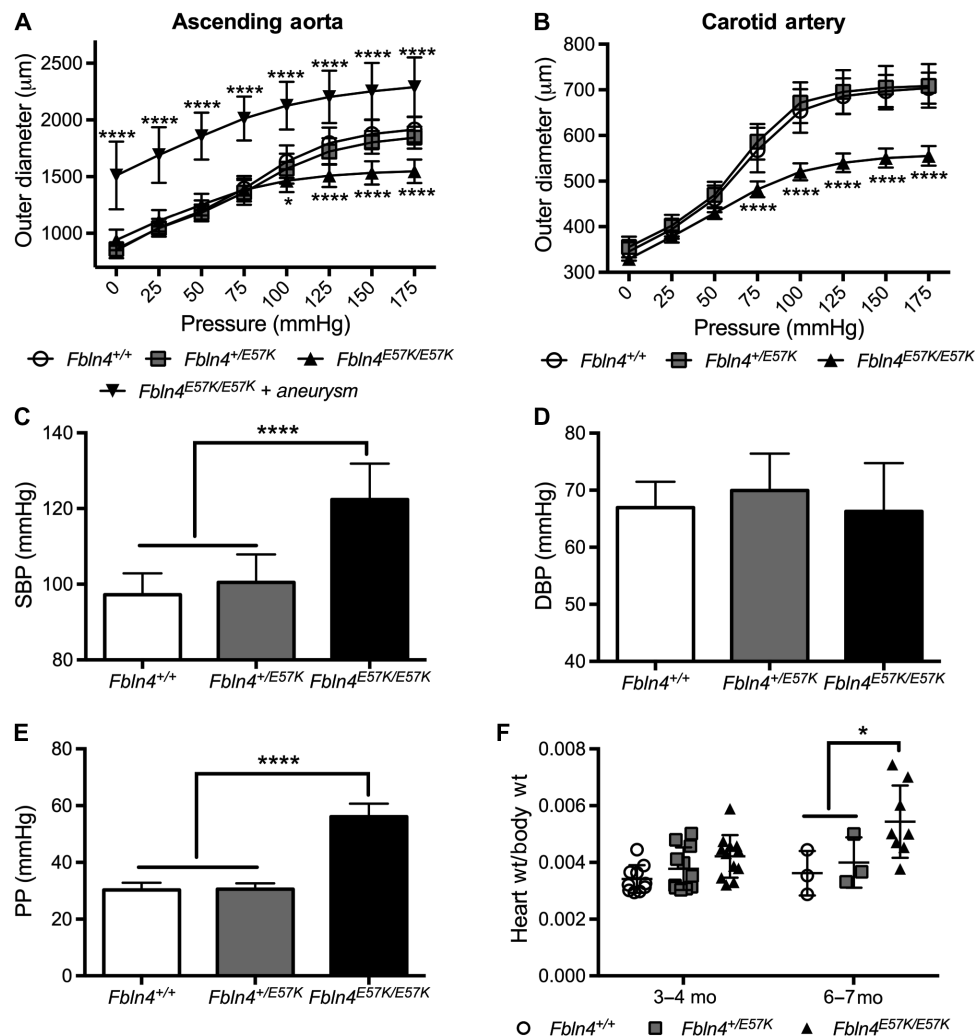 A Ascending aorta
Outer diameter (μm)
2500
2000
1500
1000
**** **** **** **** **** **** **** ****
* **** **** ****
0 25 50 75 100 125 150 175
Pressure (mmHg)
Fbln4+/+ Fbln4+/E57K Fbln4E57K/E57K
Fbln4E57K/E57K + aneurysm
B Carotid artery
Outer diameter (μm)
800
700
600
500
400
300
**** **** **** **** ****
0 25 50 75 100 125 150 175
Pressure (mmHg)
Fbln4+/+ Fbln4+/E57K Fbln4E57K/E57K
C
SBP (mmHg)
140
120
100
80
****
Fbln4+/+ Fbln4+/E57K Fbln4E57K/E57K
D
DBP (mmHg)
80
70
60
50
40
Fbln4+/+ Fbln4+/E57K Fbln4E57K/E57K
E
PP (mmHg)
80
60
40
20
0
****
Fbln4+/+ Fbln4+/E57K Fbln4E57K/E57K
F
Heart wt/body wt
0.008
0.006
0.004
0.002
0.000
*
3–4 mo 6–7mo
Fbln4+/+ Fbln4+/E57K Fbln4E57K/E57K